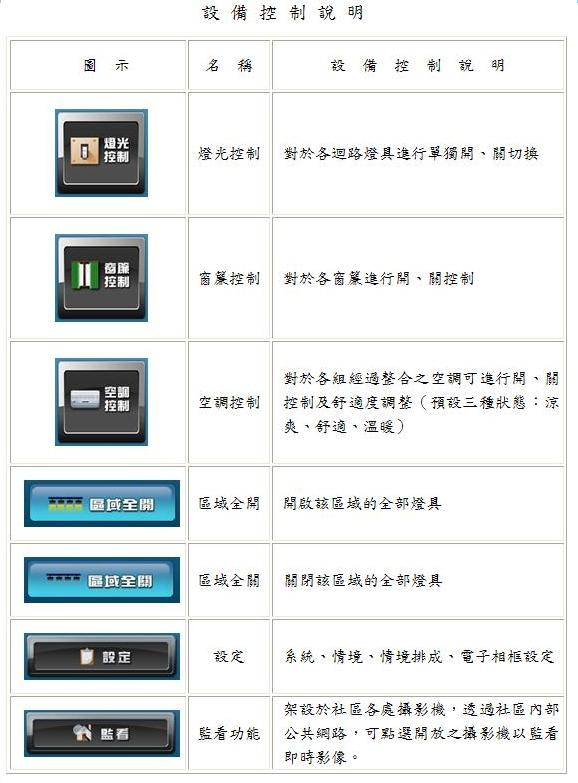 設備控制說明
圖示 名稱 設備控制說明
燈光
控制
燈光控制
對於各迴路燈具進行單獨開、關切換
窗簾
控制
窗簾控制
對於各窗簾進行開、關控制
空調
控制
空調控制
對於各組經過整合之空調可進行開、關
控制及舒適度調整（預設三種狀態：涼
爽、舒適、溫暖）
區域全開
區域全開
開啟該區域的全部燈具
區域全關
區域全關
關閉該區域的全部燈具
設定
設定
系統、情境、情境排成、電子相框設定
監看
監看功能
架設於社區各處攝影機，透過社區內部
公共網路，可點選開放之攝影機以監看
即時影像。